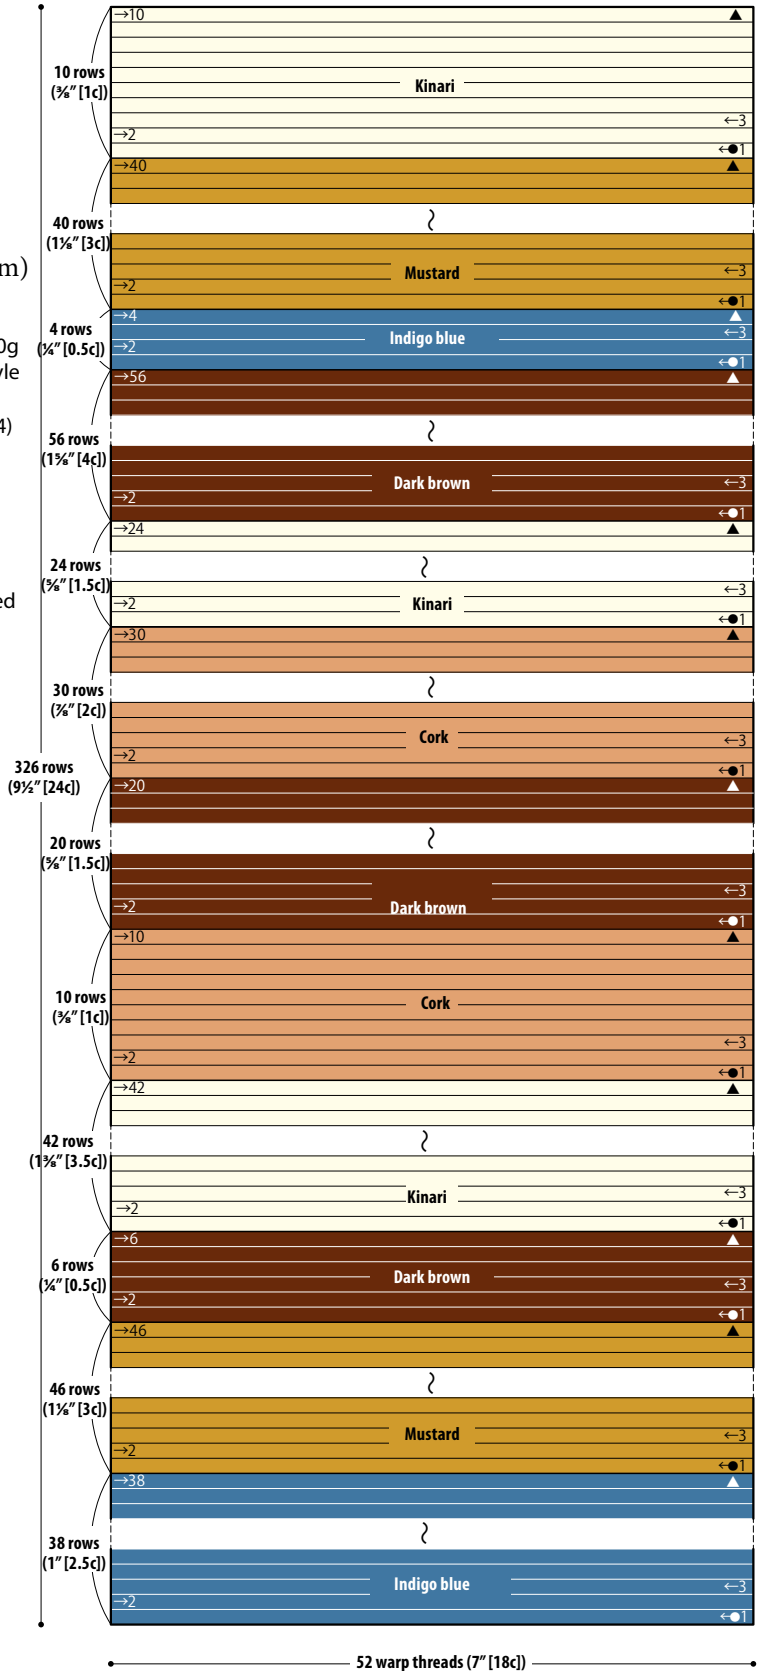 →10
10 rows
(⅜" [1c])
Kinari
←3
→2
←●1
→40
40 rows
(1⅛" [3c])
m)
Mustard
←3
→2
←●1
→4
4 rows
(¼" [0.5c])
0g
Indigo blue
←3
→2
←●1
yle
→56
4)
56 rows
(1⅝" [4c])
Dark brown
←3
→2
←●1
→24
24 rows
(⅝" [1.5c])
←3
ed
→2
Kinari
←●1
→30
30 rows
(⅞" [2c])
Cork
←3
→2
←●1
326 rows
(9½" [24c])
→20
20 rows
(⅝" [1.5c])
←3
→2
Dark brown
←●1
→10
10 rows
(⅜" [1c])
Cork
←3
→2
←●1
→42
42 rows
(1⅜" [3.5c])
Kinari
←3
→2
←●1
→6
6 rows
(¼" [0.5c])
Dark brown
←3
→2
←●1
→46
46 rows
(1⅛" [3c])
Mustard
←3
→2
←●1
→38
38 rows
(1" [2.5c])
Indigo blue
←3
→2
←●1
52 warp threads (7" [18c])